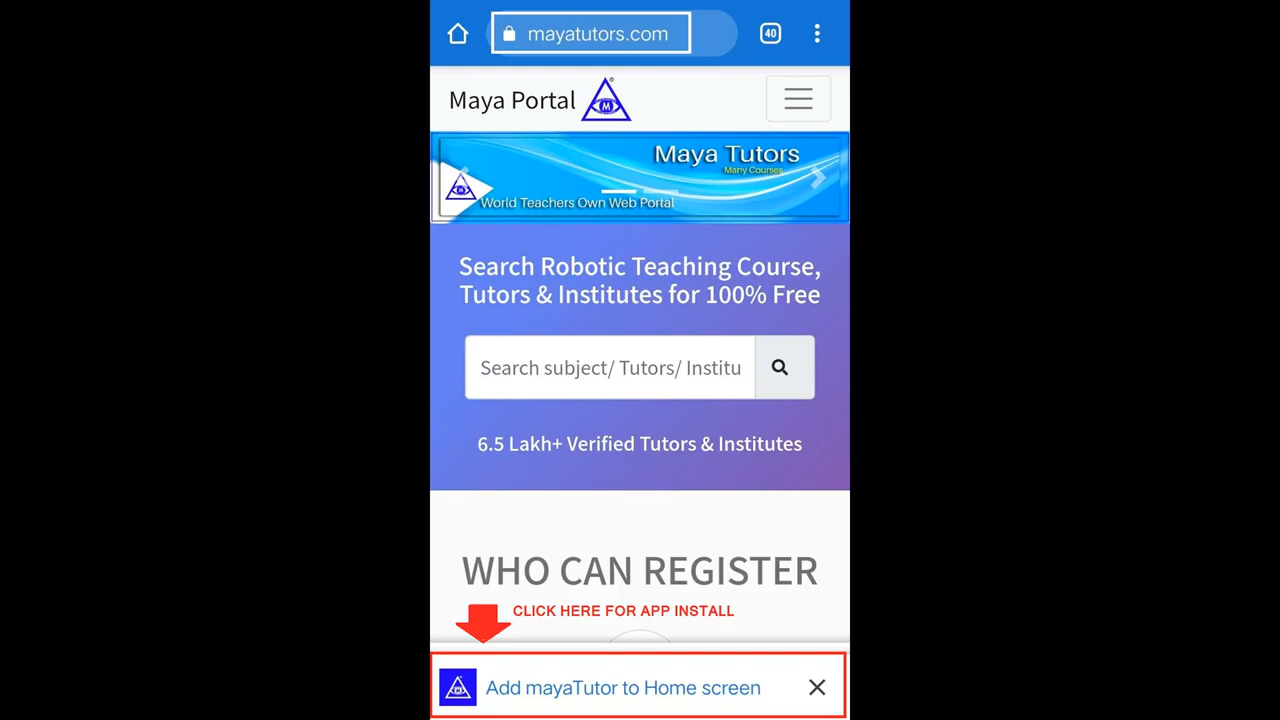 mayatutors.com
40
Maya Portal
M
Maya Tutors
Many Courses
M
World Teachers Own Web Portal
Search Robotic Teaching Course,
Tutors & Institutes for 100% Free
Search subject/ Tutors/ Institu
6.5 Lakh+ Verified Tutors & Institutes
WHO CAN REGISTER
CLICK HERE FOR APP INSTALL
M
Add mayaTutor to Home screen